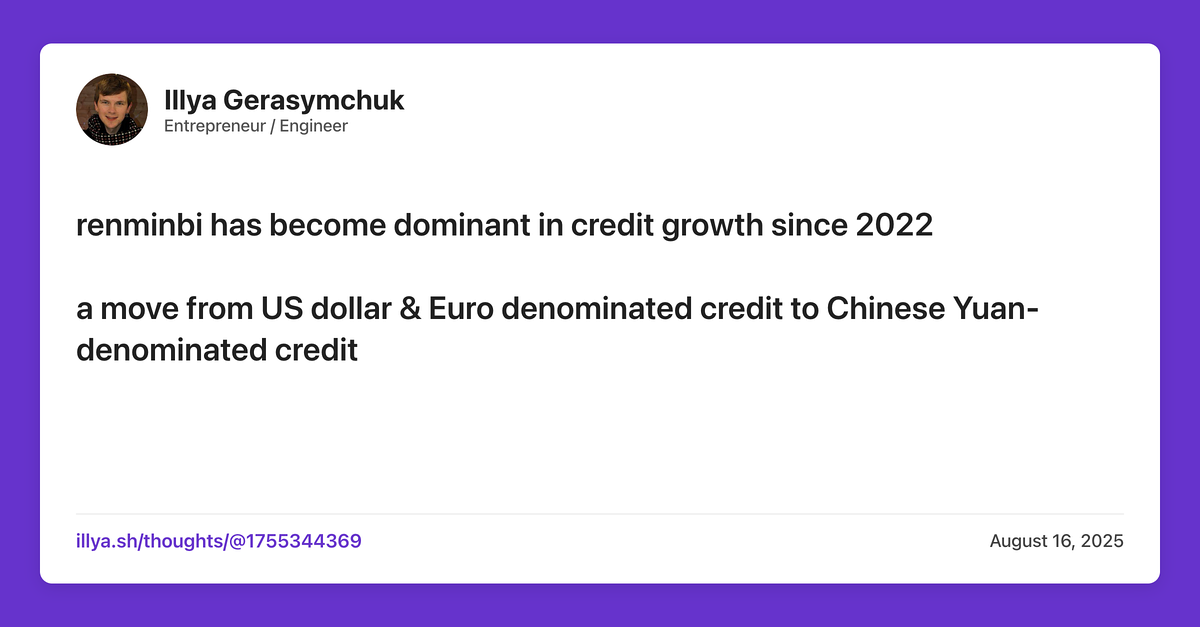 Illya Gerasymchuk
Entrepreneur / Engineer
renminbi has become dominant in credit growth since 2022
a move from US dollar & Euro denominated credit to Chinese Yuan-
denominated credit
illya.sh/thoughts/@1755344369
August 16, 2025